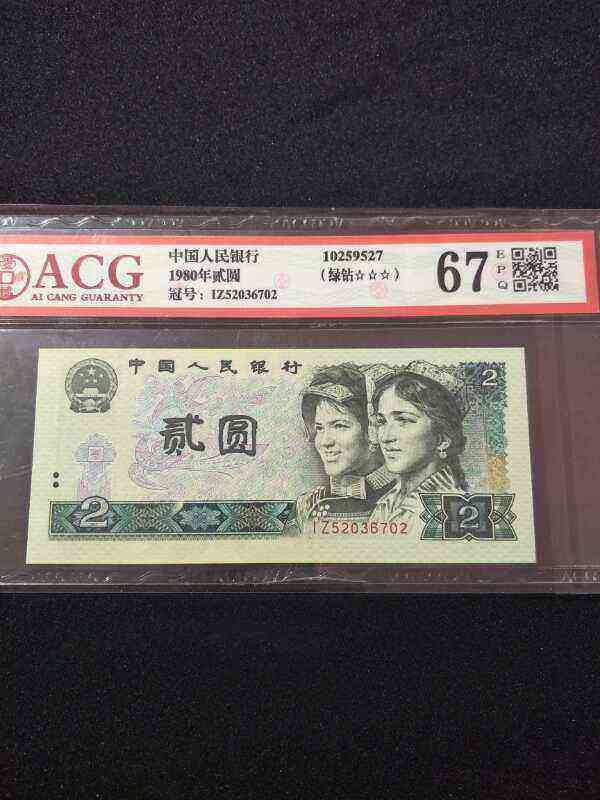 ACG
AI CANG GUARANTY
中国人民银行
1980年贰圆
冠号：IZ52036702
10259527
（绿钻☆☆☆）
67
EPQ
中国人民银行
贰圆
2
2
IZ52036702
2